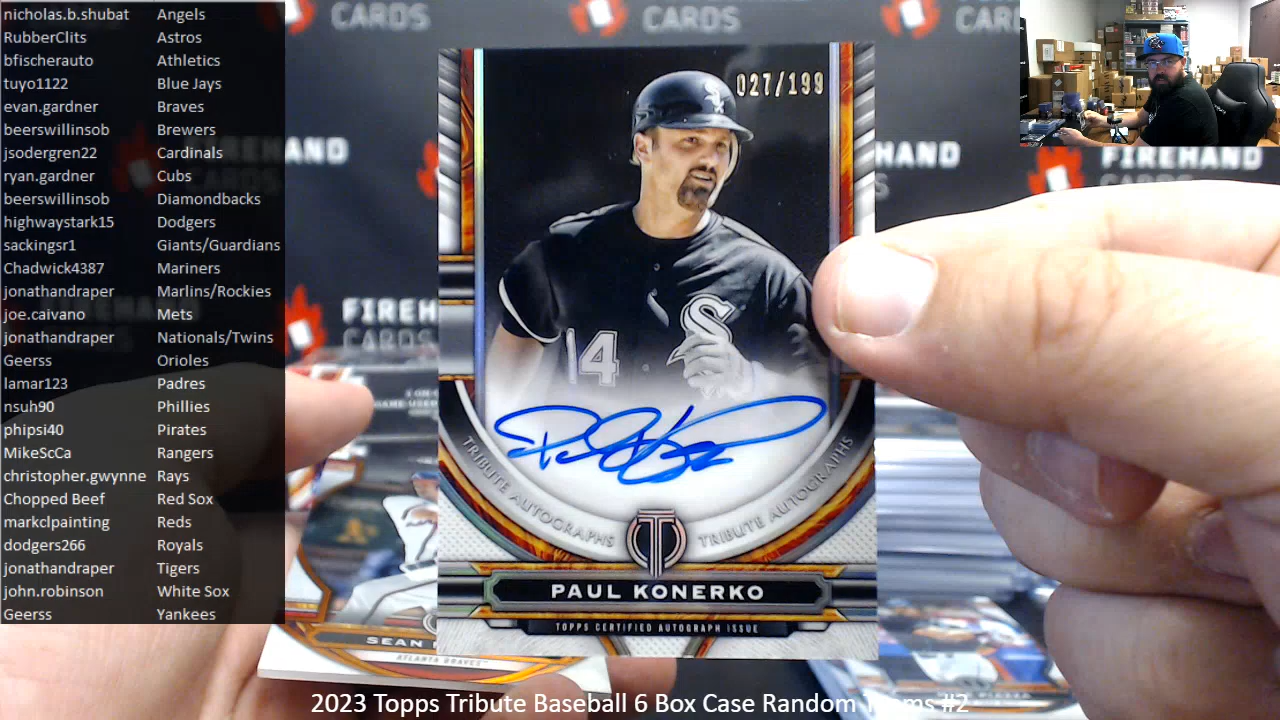 nicholas.b.shubat Angels
RubberClits Astros
bfischerauto Athletics
tuyo1122 Blue Jays
evan.gardner Braves
beerswillinsob Brewers
jsodergren22 Cardinals
ryan.gardner Cubs
beerswillinsob Diamondbacks
highwaystark15 Dodgers
sackingsr1 Giants/Guardians
Chadwick4387 Mariners
jonathandraper Marlins/Rockies
joe.caivano Mets
jonathandraper Nationals/Twins
Geerss Orioles
lamar123 Padres
nsuh90 Phillies
phipsi40 Pirates
MikeScCa Rangers
christopher.gwynne Rays
Chopped Beef Red Sox
markclpainting Reds
dodgers266 Royals
jonathandraper Tigers
john.robinson White Sox
Geerss Yankees
CARDS
CARDS
FIREHAND
CARDS
027/199
14
TRIBUTE AUTOGRAPHS
TRIBUTE AUTOGRAPHS
T
PAUL KONERKO
TOPPS CERTIFIED AUTOGRAPH ISSUE
SEAN
ATLANTA BRAVES
2023 Topps Tribute Baseball 6 Box Case Random Teams #2